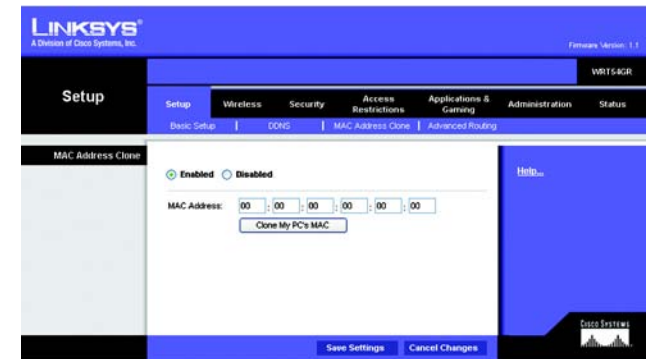 LINKSYS®
A Division of Cisco Systems, Inc.
Firmware Version: 1.1
WRT54GR
Setup
Setup Wireless Security Access Restrictions Applications & Gaming Administration Status
Basic Setup | DDNS | MAC Address Clone | Advanced Routing
MAC Address Clone
Enabled Disabled
Help...
MAC Address: 00 : 00 : 00 : 00 : 00 : 00
Clone My PC's MAC
CISCO SYSTEMS
Save Settings Cancel Changes